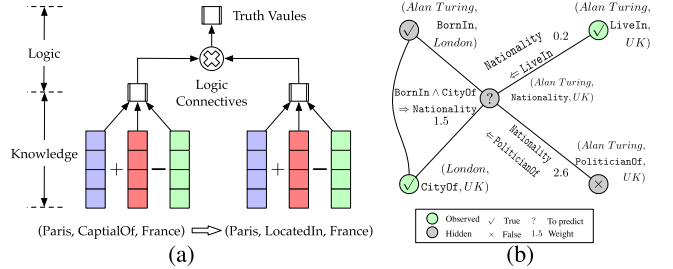 Truth Vaules
Logic
Logic
Connectives
Knowledge
+ − + −
(Paris, CaptialOf, France) ⇒ (Paris, LocatedIn, France)
(a)
(Alan Turing,
BornIn,
London)
✓
(Alan Turing,
LiveIn,
UK)
✓
Nationality 0.2
⇐ LiveIn
BornIn ∧ CityOf
⇒ Nationality
1.5
?
(Alan Turing,
Nationality, UK)
Nationality
⇐ PoliticianOf
2.6
(Alan Turing,
PoliticianOf,
UK)
×
(London,
CityOf, UK)
✓
Observed ✓ True ? To predict
Hidden × False 1.5 Weight
(b)